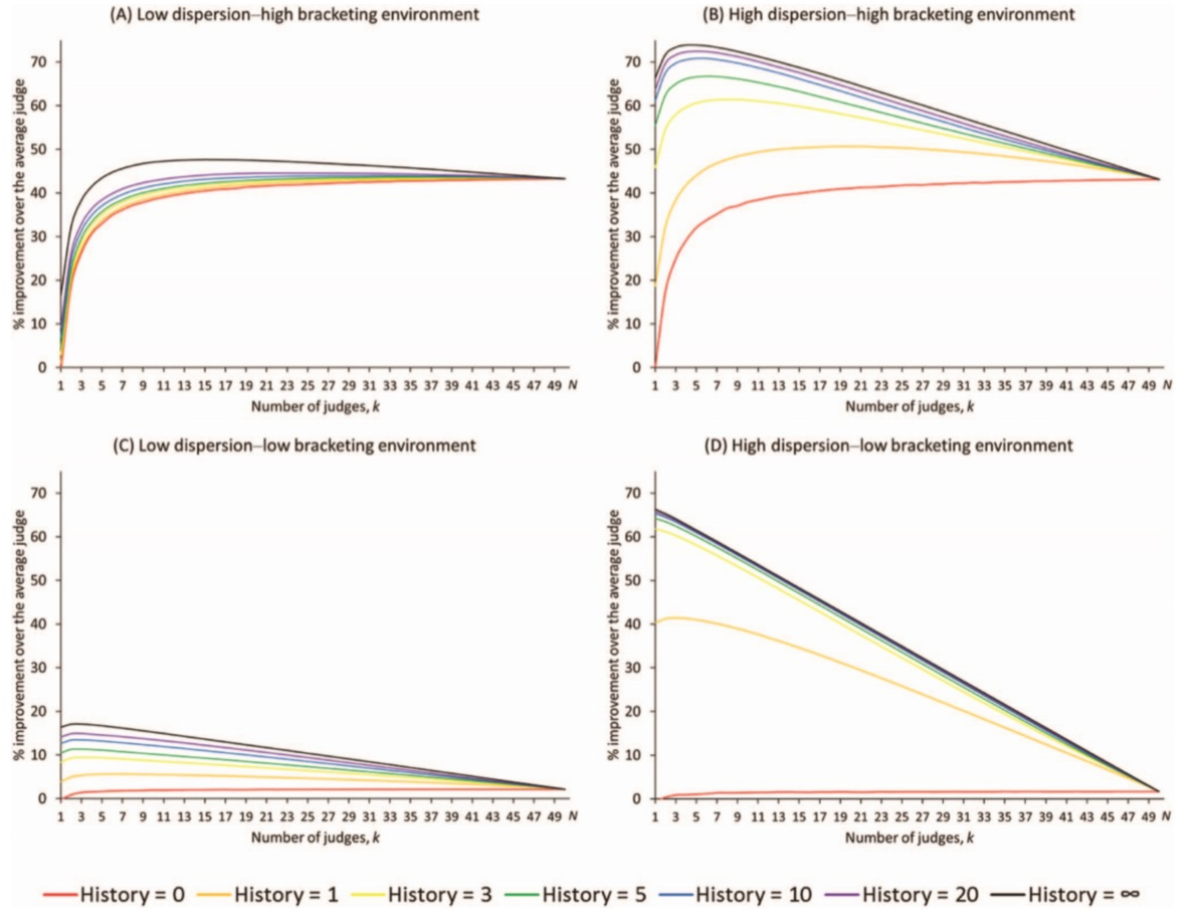 (A) Low dispersion–high bracketing environment
% improvement over the average judge
70
60
50
40
30
20
10
0
1 3 5 7 9 11 13 15 17 19 21 23 25 27 29 31 33 35 37 39 41 43 45 47 49 N
Number of judges, k
(B) High dispersion–high bracketing environment
% improvement over the average judge
70
60
50
40
30
20
10
0
1 3 5 7 9 11 13 15 17 19 21 23 25 27 29 31 33 35 37 39 41 43 45 47 49 N
Number of judges, k
(C) Low dispersion–low bracketing environment
% improvement over the average judge
70
60
50
40
30
20
10
0
1 3 5 7 9 11 13 15 17 19 21 23 25 27 29 31 33 35 37 39 41 43 45 47 49 N
Number of judges, k
(D) High dispersion–low bracketing environment
% improvement over the average judge
70
60
50
40
30
20
10
0
1 3 5 7 9 11 13 15 17 19 21 23 25 27 29 31 33 35 37 39 41 43 45 47 49 N
Number of judges, k
History = 0 History = 1 History = 3 History = 5 History = 10 History = 20 History = ∞